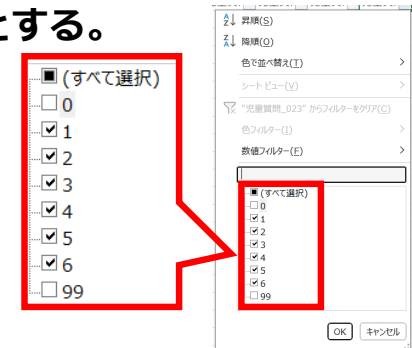 とする。
(すべて選択)
0
1
2
3
4
5
6
99
昇順(S)
降順(O)
色で並べ替え(T)
シート ビュー(V)
"児童質問_023" からフィルターをクリア(C)
色フィルター(I)
数値フィルター(F)
(すべて選択)
0
1
2
3
4
5
6
99
OK キャンセル